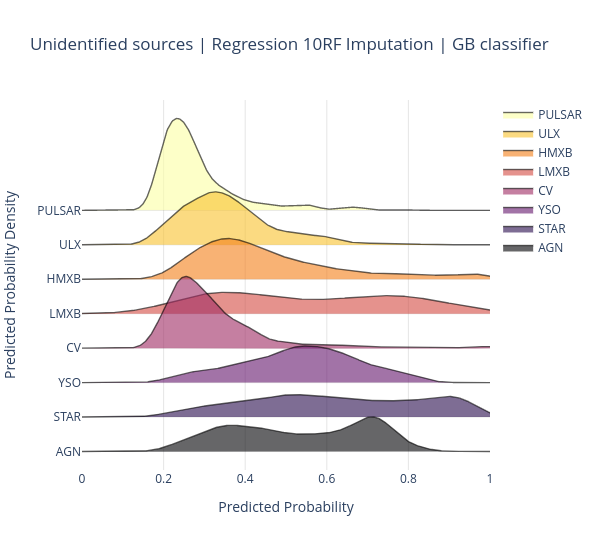 Unidentified sources | Regression 10RF Imputation | GB classifier
PULSAR
ULX
HMXB
LMXB
CV
YSO
STAR
AGN
Predicted Probability Density
PULSAR
ULX
HMXB
LMXB
CV
YSO
STAR
AGN
0 0.2 0.4 0.6 0.8 1
Predicted Probability